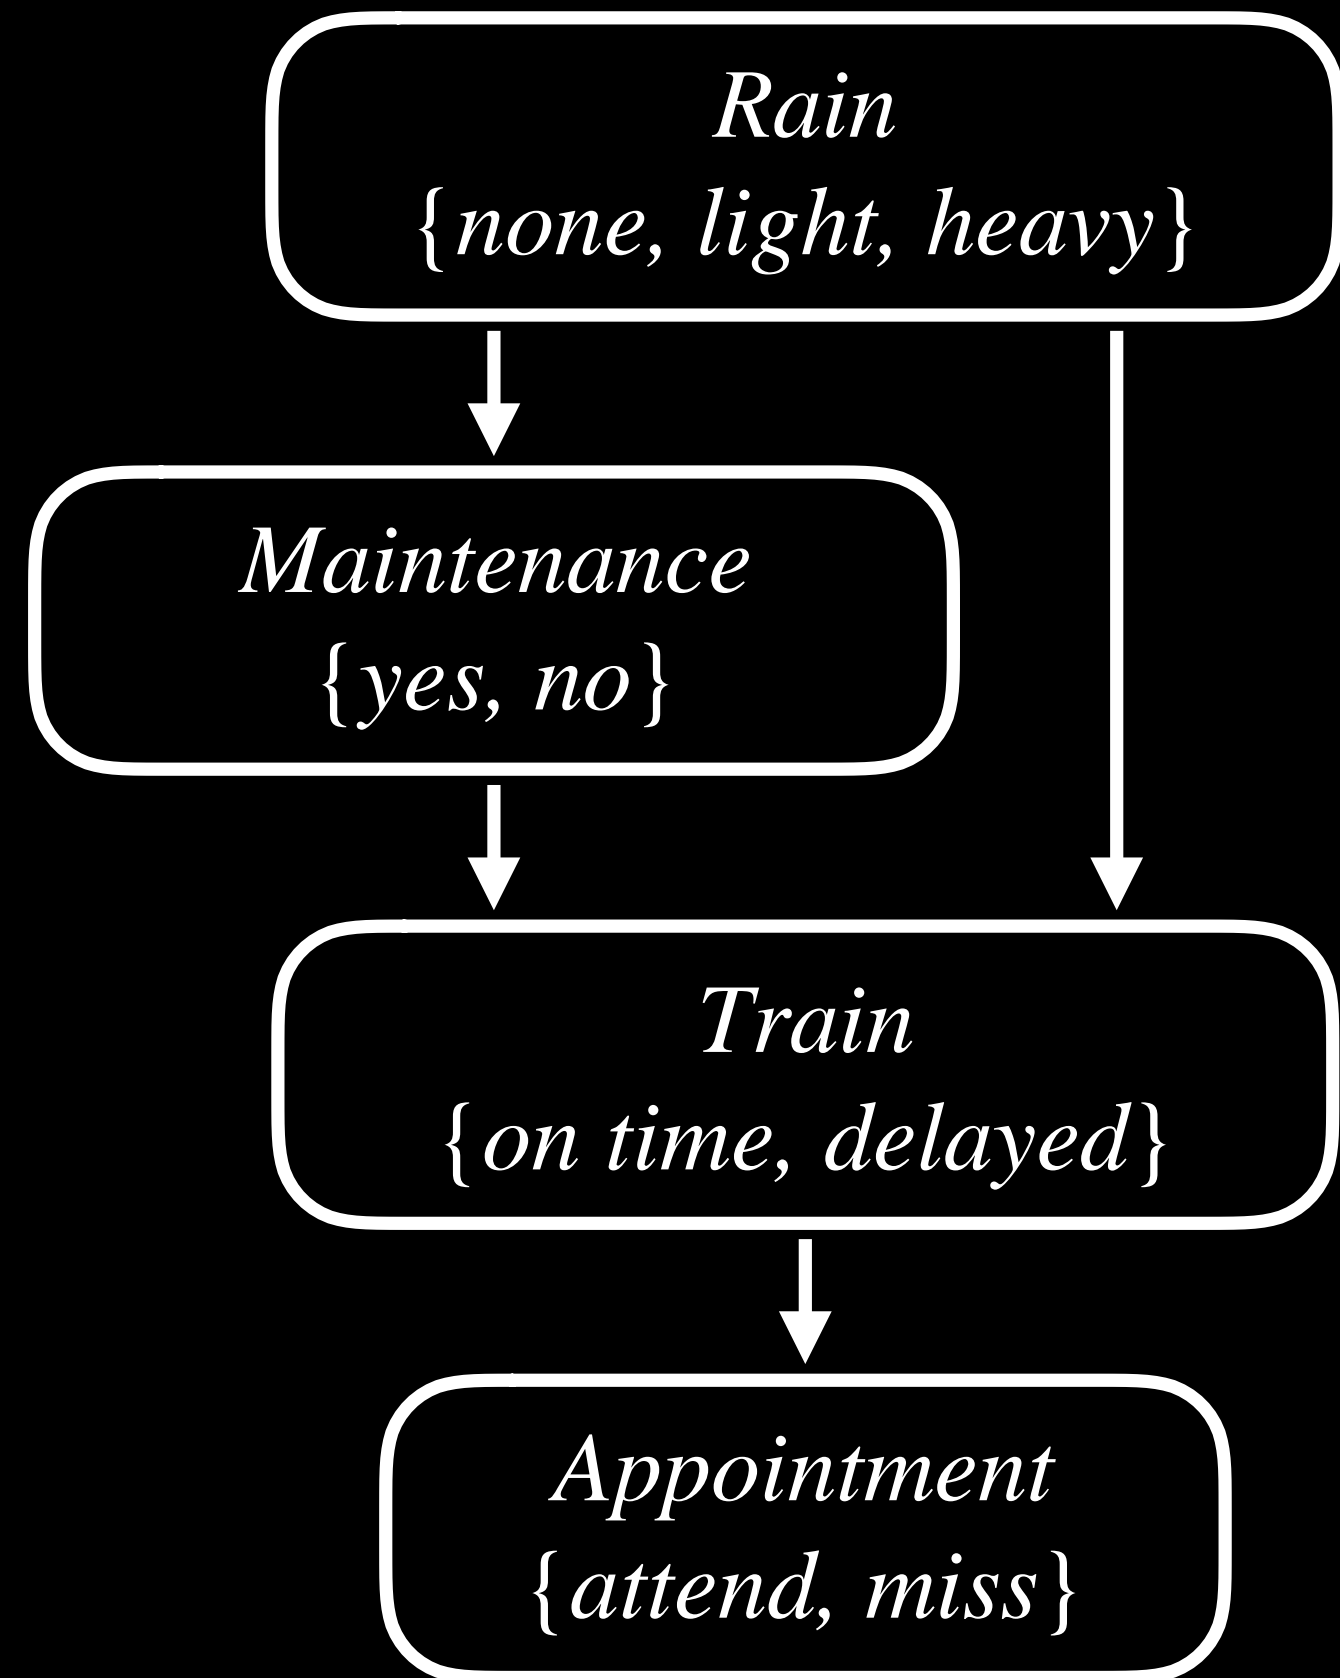 Rain
{none, light, heavy}
Maintenance
{yes, no}
Train
{on time, delayed}
Appointment
{attend, miss}